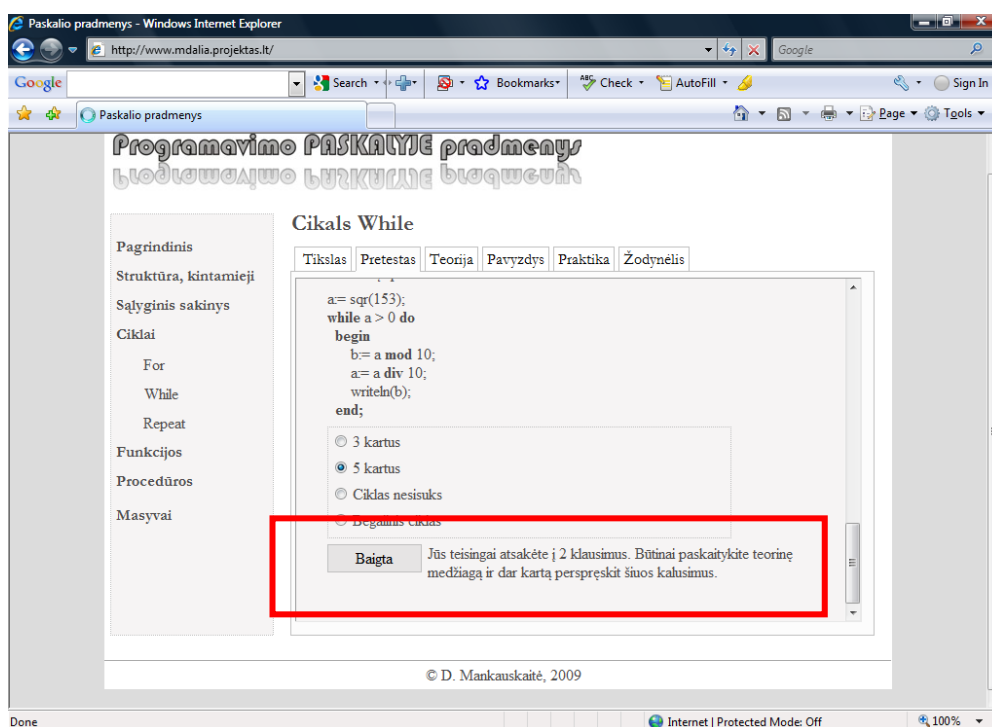 Paskalio pradmenys - Windows Internet Explorer
http://www.mdalia.projektas.lt/
Google
Google
Search
Bookmarks
ABC
Check
AutoFill
Sign In
Paskalio pradmenys
Page
Tools
Programavimo PASKALYJE pradmenys
Cikals While
Pagrindinis
Struktūra, kintamieji
Sąlyginis sakinys
Ciklai
For
While
Repeat
Funkcijos
Procedūros
Masyvai
Tikslas Pretestas Teorija Pavyzdys Praktika Žodynėlis
a:= sqr(153);
while a > 0 do
begin
b:= a mod 10;
a:= a div 10;
writeln(b);
end;
3 kartus
5 kartus
Ciklas nesisuks
Begalinis ciklas
Baigta
Jūs teisingai atsakėte į 2 klausimus. Būtinai paskaitykite teorinę
medžiagą ir dar kartą perspręskit šiuos kalusimus.
© D. Mankauskaitė, 2009
Done
Internet | Protected Mode: Off
100%